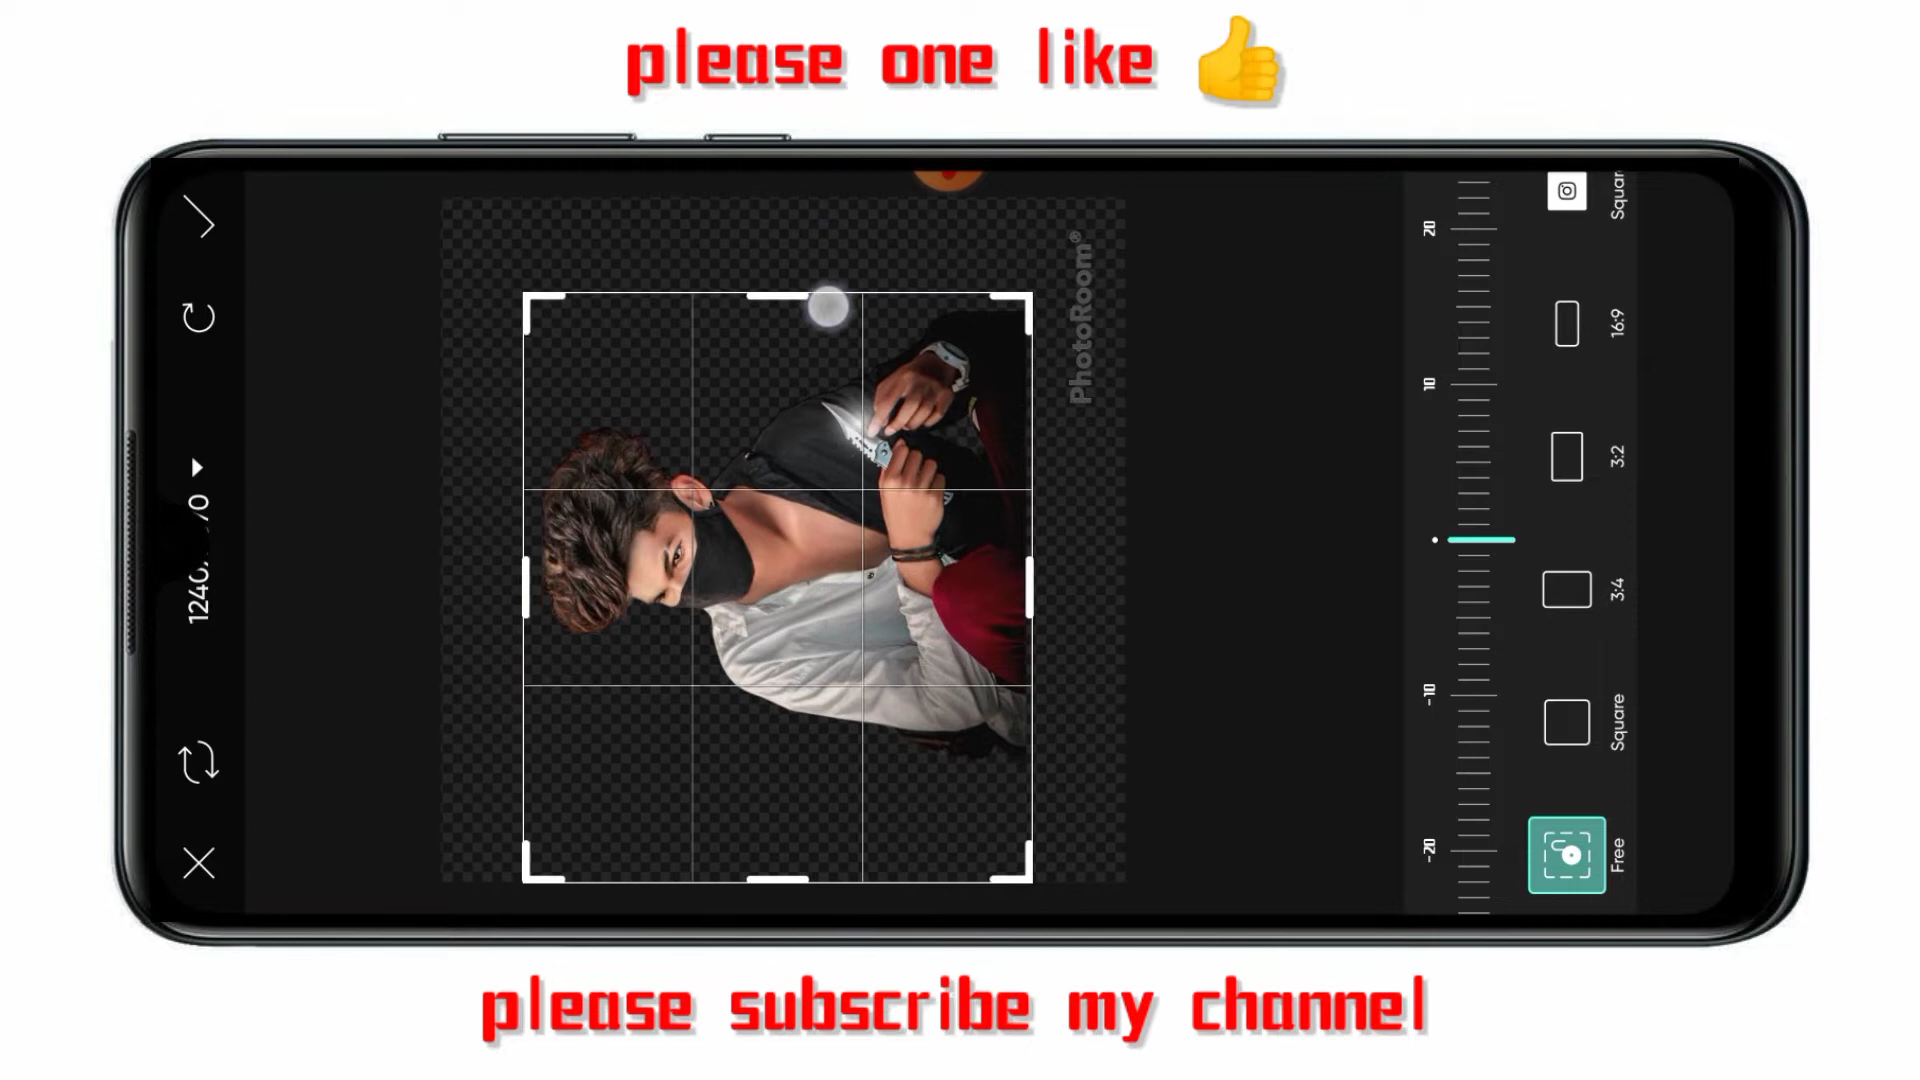 please one like
PhotoRoom®
20
10
-10
-20
Square
16:9
3:2
3:4
Square
Free
please subscribe my channel